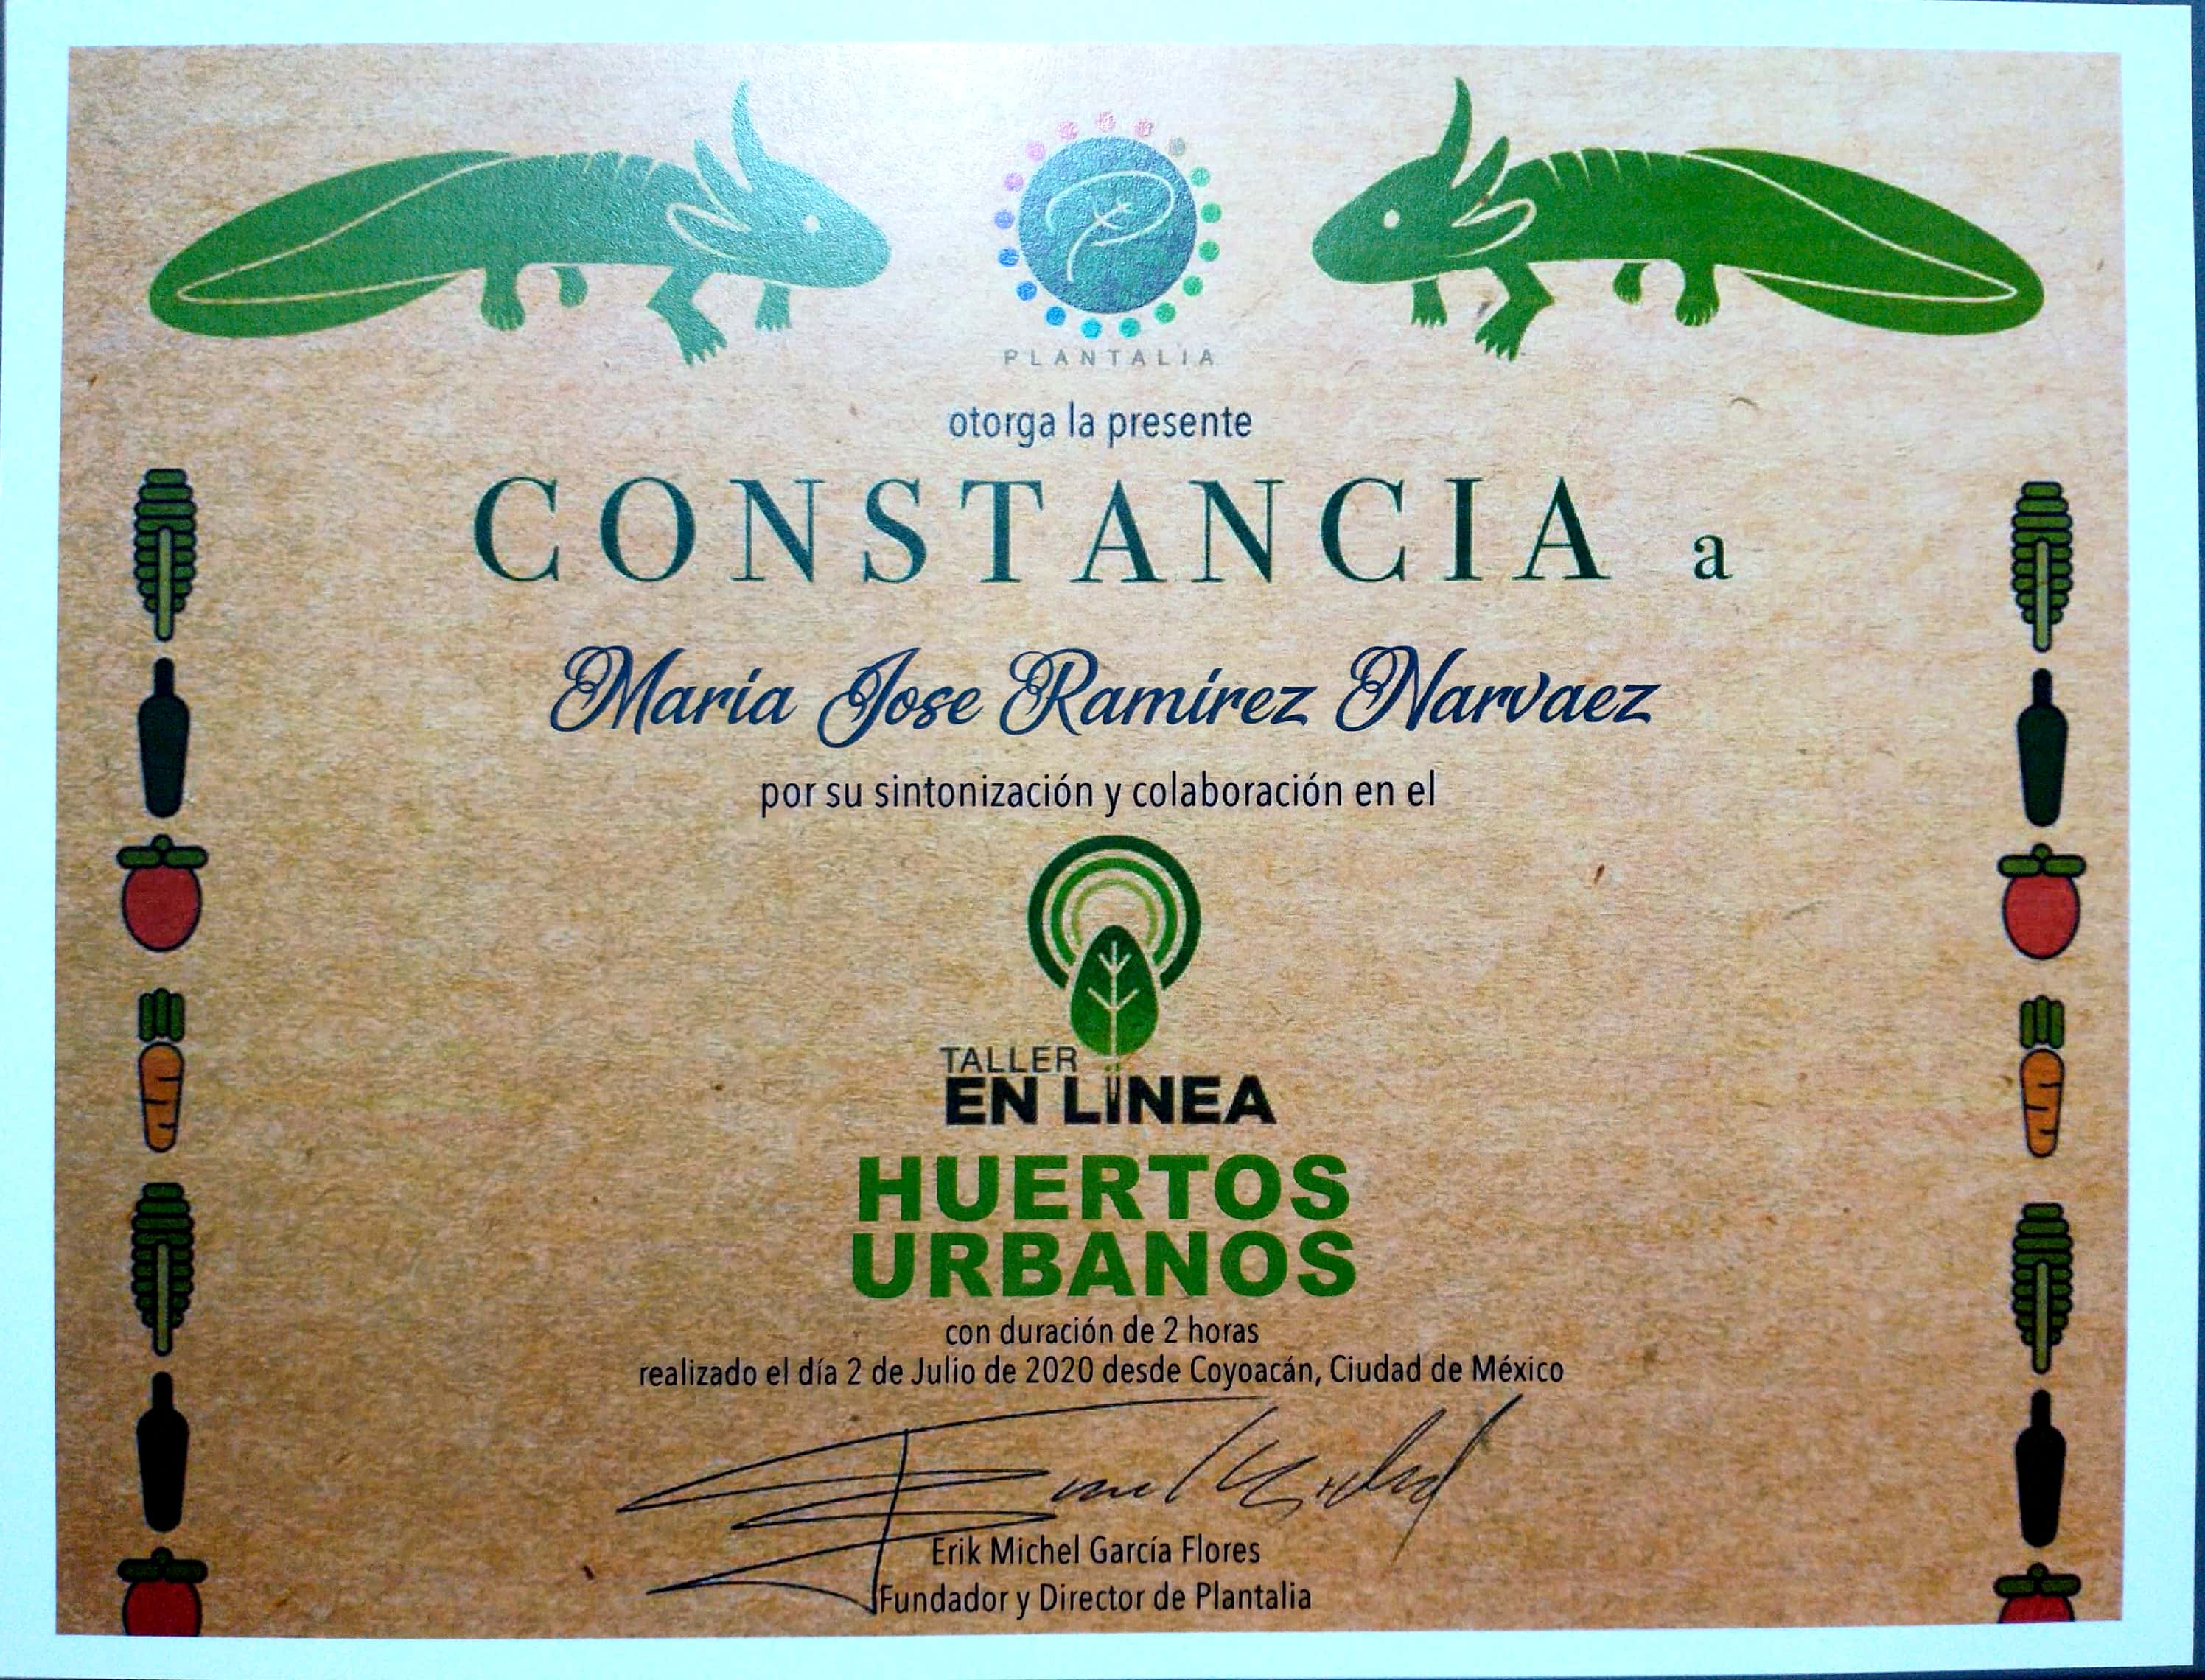 PLANTALIA
otorga la presente
CONSTANCIA a
Maria Jose Ramirez Narvaez
por su sintonización y colaboración en el
TALLER
EN LINEA
HUERTOS
URBANOS
con duración de 2 horas
realizado el día 2 de Julio de 2020 desde Coyoacán, Ciudad de México
Erik Michel García Flores
Fundador y Director de Plantalia